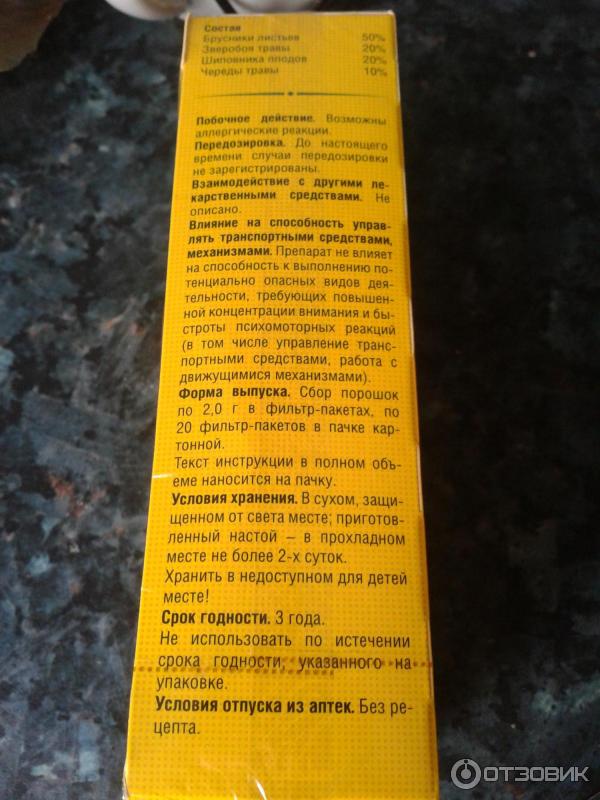 Состав
Брусники листьев 50%
Зверобоя травы 20%
Шиповника плодов 20%
Череды травы 10%
Побочное действие. Возможны
аллергические реакции.
Передозировка. До настоящего
времени случаи передозировки
не зарегистрированы.
Взаимодействие с другими ле-
карственными средствами. Не
описано.
Влияние на способность управ-
лять транспортными средствами,
механизмами. Препарат не влияет
на способность к выполнению по-
тенциально опасных видов дея-
тельности, требующих повышен-
ной концентрации внимания и бы-
строты психомоторных реакций
(в том числе управление транс-
портными средствами, работа с
движущимися механизмами).
Форма выпуска. Сбор порошок
по 2,0 г в фильтр-пакетах, по
20 фильтр-пакетов в пачке кар-
тонной.
Текст инструкции в полном объ-
еме наносится на пачку.
Условия хранения. В сухом, защи-
щенном от света месте; приготов-
ленный настой – в прохладном
месте не более 2-х суток.
Хранить в недоступном для детей
месте!
Срок годности. 3 года.
Не использовать по истечении
срока годности, указанного на
упаковке.
Условия отпуска из аптек. Без ре-
цепта.
ОТЗОВИК